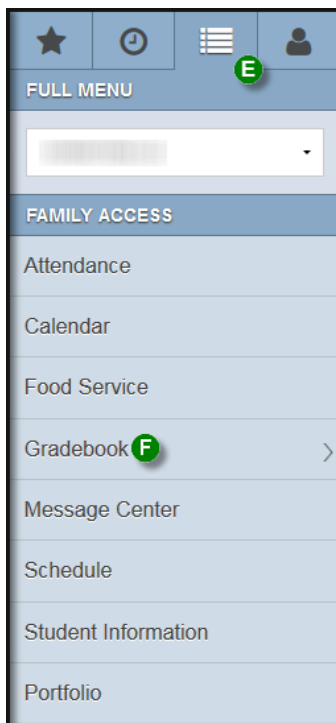 E
FULL MENU
FAMILY ACCESS
Attendance
Calendar
Food Service
Gradebook F
Message Center
Schedule
Student Information
Portfolio